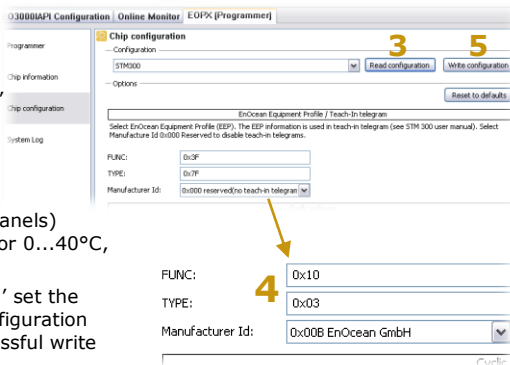 O3000IAPI Configuration Online Monitor EOPX (Programmer)
Programmer
Chip information
Chip configuration
System Log
Chip configuration
Configuration
3
5
STM300
Read configuration
Write configuration
Options
Reset to defaults
EnOcean Equipment Profile / Teach-In telegram
Select EnOcean Equipment Profile (EEP). The EEP information is used in teach-in telegram (see STM 300 user manual). Select
Manufacture Id 0x000 Reserved to disable teach-in telegrams.
FUNC: 0x3F
TYPE: 0x7F
Manufacturer Id: 0x000 reserved(no teach-in telegram
anels)
or 0...40°C,
' set the
figuration
ssful write
4
FUNC: 0x10
TYPE: 0x03
Manufacturer Id: 0x00B EnOcean GmbH
Cyclic